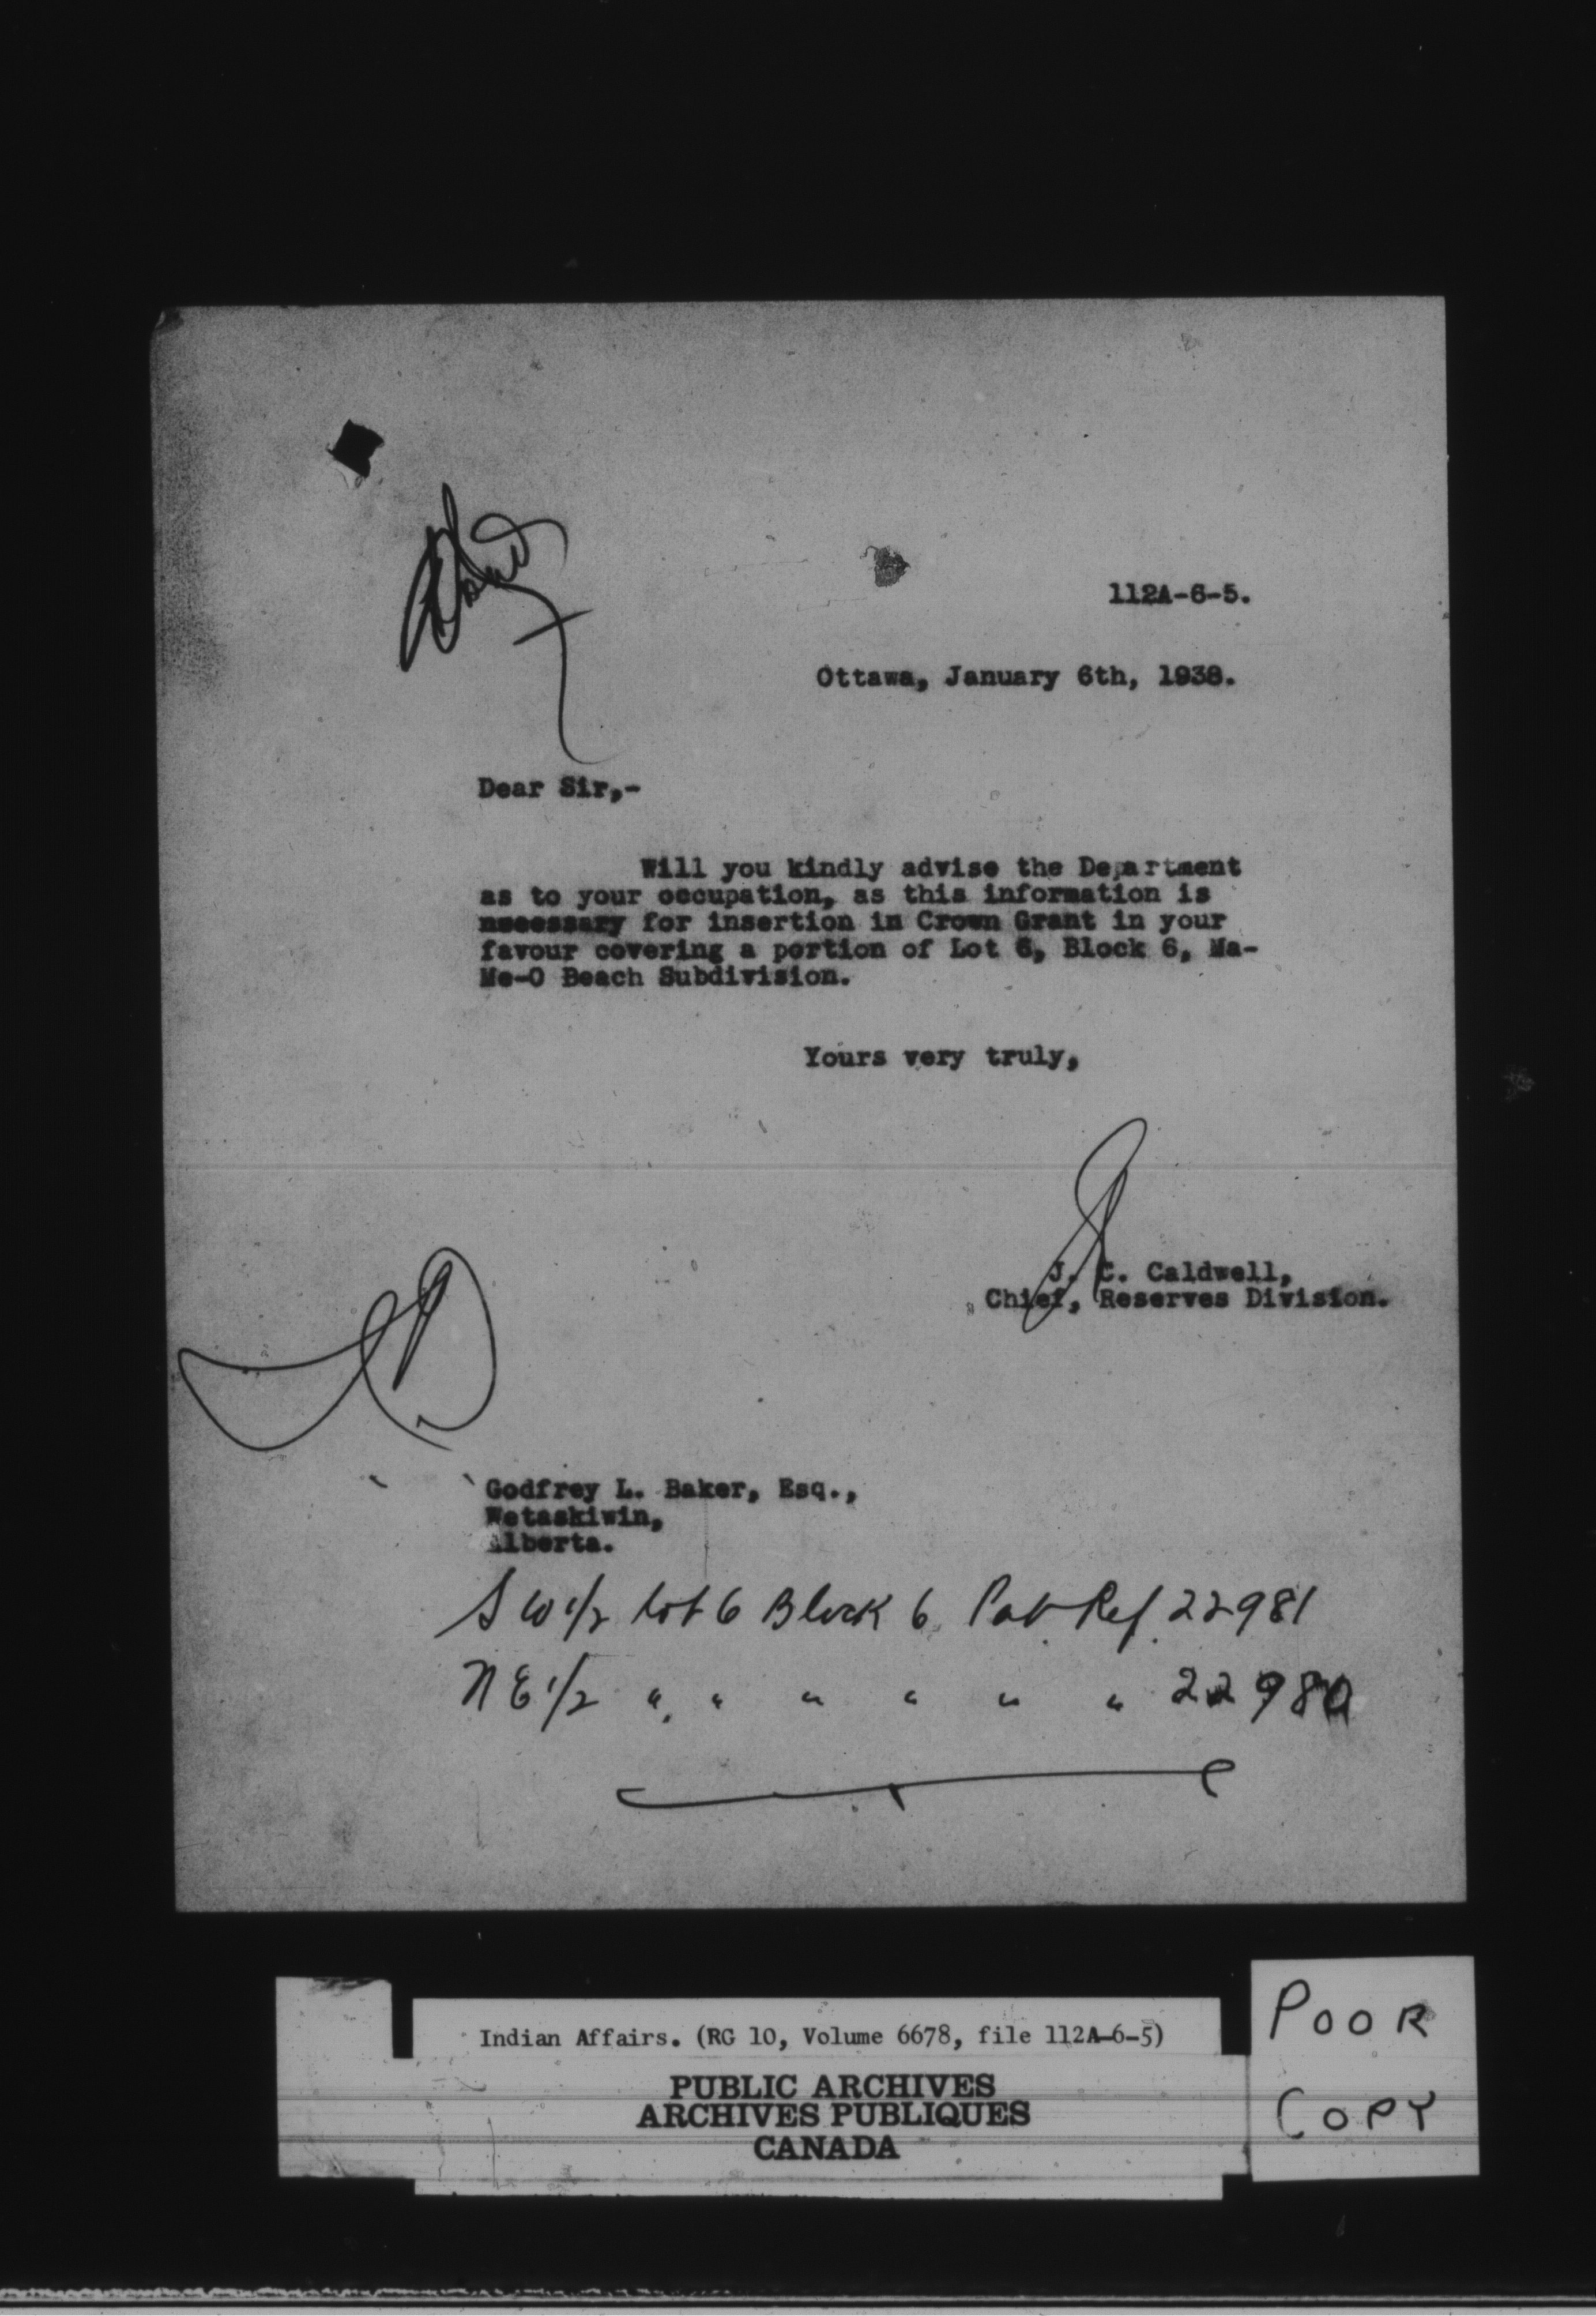 112A-6-5.
Ottawa, January 6th, 1938.
Dear Sir,-
Will you kindly advise the Department
as to your occupation, as this information is
necessary for insertion in Crown Grant in your
favour covering a portion of Lot 6, Block 6, Ma-
Me-O Beach Subdivision.
Yours very truly,
J. C. Caldwell,
Chief, Reserves Division.
Godfrey L. Baker, Esq.,
Wetaskiwin,
Alberta.
S W 1/2 Lot 6 Block 6 Pat Ref. 22981
N E 1/2 " " " " " " 22980
Indian Affairs. (RG 10, Volume 6678, file 112A-6-5)
PUBLIC ARCHIVES
ARCHIVES PUBLIQUES
CANADA
POOR
COPY